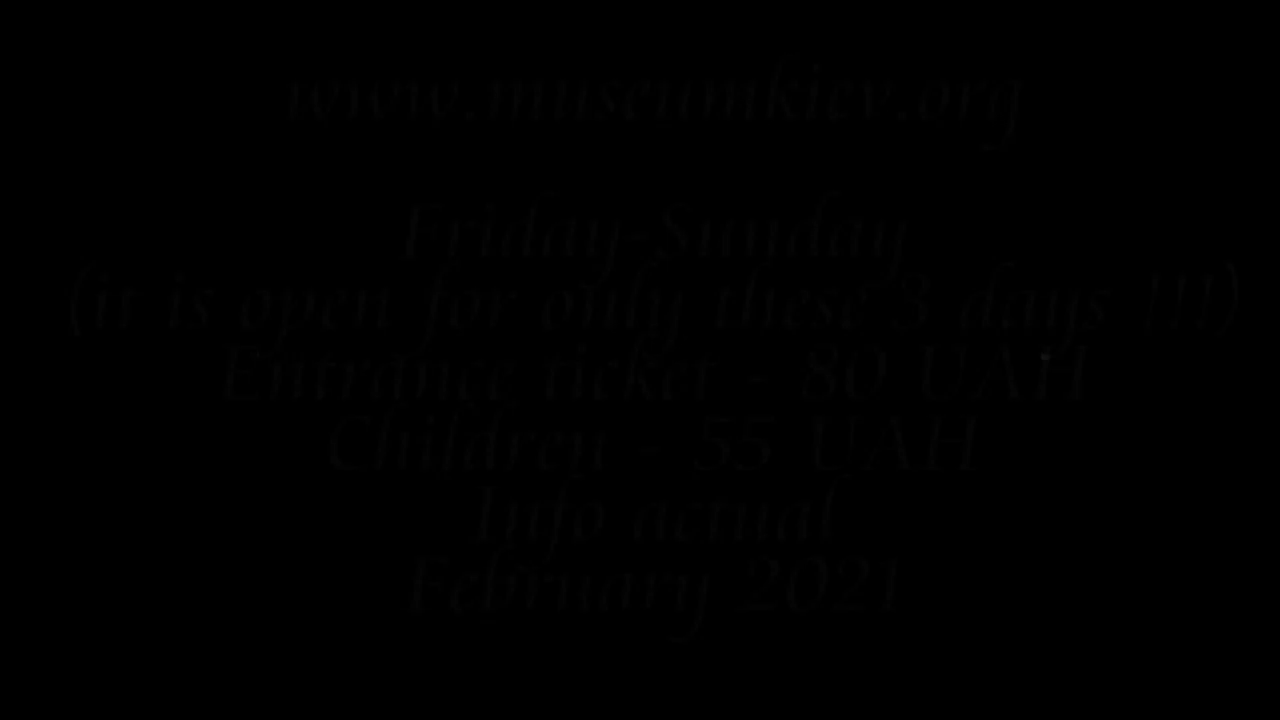 www.museumkiev.org
Friday-Sunday
(it is open for only these 3 days !!!)
Entrance ticket - 80 UAH
Children - 55 UAH
Info actual
February 2021